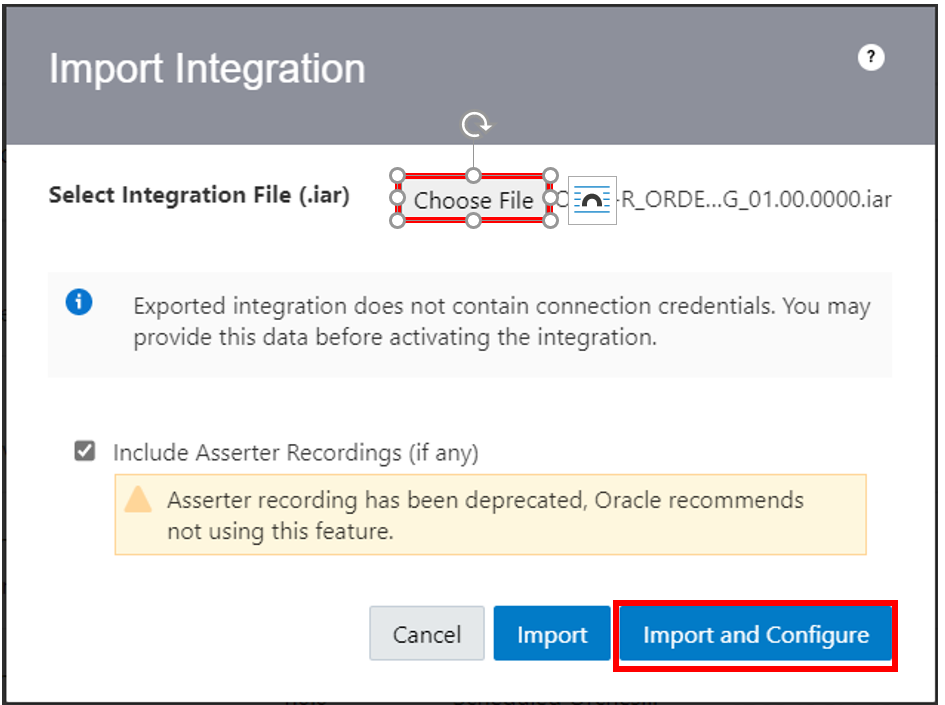 Import Integration
?
Select Integration File (.iar)
Choose File
-R_ORDE...G_01.00.0000.iar
Exported integration does not contain connection credentials. You may
provide this data before activating the integration.
Include Asserter Recordings (if any)
Asserter recording has been deprecated, Oracle recommends
not using this feature.
Cancel
Import
Import and Configure